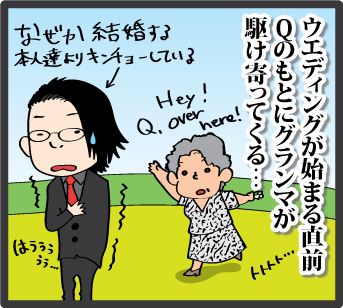 ウエディングが始まる直前
Qのもとにグランマが
駆け寄ってくる…
なぜか結婚する
本人達よりキンチョーしている
Hey!
Q. over here!
はううぅ
うぅ…
トトトト…